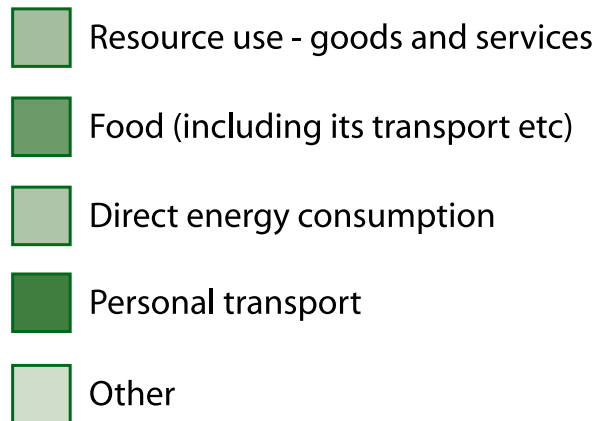 Resource use - goods and services
Food (including its transport etc)
Direct energy consumption
Personal transport
Other